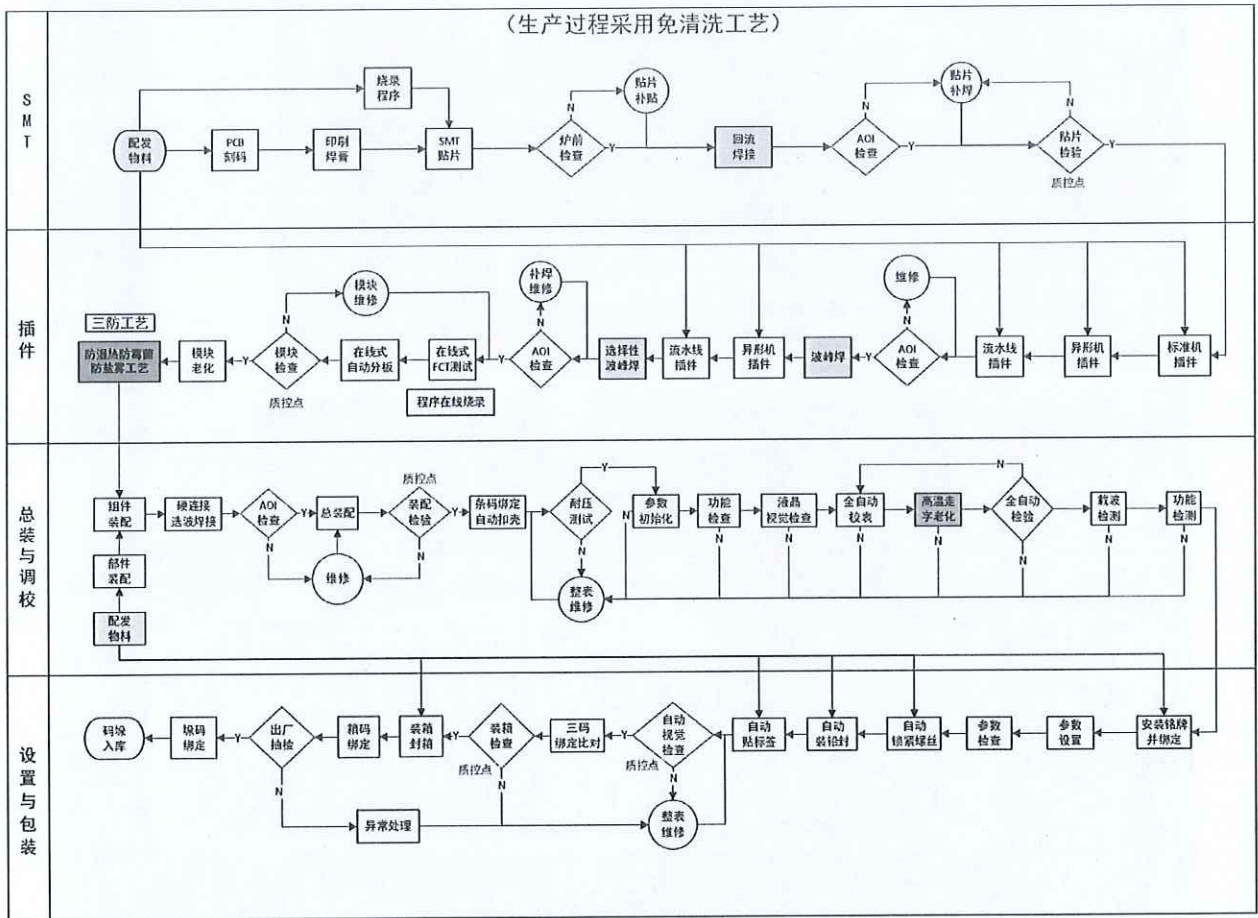 （生产过程采用免清洗工艺）
SMT
烧录
程序
贴片
补贴
贴片
补焊
N
N
N
配发
物料
PCB
刻码
印刷
焊膏
SMT
贴片
炉前
检查
Y
回流
焊接
AOI
检查
Y
贴片
检验
Y
质控点
插件
三防工艺
模块
维修
补焊
维修
维修
N
N
N
防湿热防霉菌
防盐雾工艺
模块
老化
Y
模块
检查
在线式
自动分板
在线式
FCT测试
Y
AOI
检查
选择性
波峰焊
流水线
插件
异形机
插件
波峰焊
Y
AOI
检查
流水线
插件
异形机
插件
标准机
插件
质控点
程序在线烧录
总装与调校
质控点
Y
N
组件
装配
硬连接
选波焊接
AOI
检查
Y
总装配
装配
检验
Y
条码绑定
自动扣壳
耐压
测试
N
参数
初始化
功能
检查
液晶
视觉检查
全自动
校表
高温走
字老化
全自动
检验
载波
检测
功能
检测
N
N
N
N
N
N
N
N
N
N
部件
装配
维修
整表
维修
配发
物料
设置与包装
码垛
入库
垛码
绑定
Y
出厂
抽检
箱码
绑定
装箱
封箱
Y
装箱
检查
三码
绑定比对
Y
自动
视觉
检查
自动
贴标签
自动
装铅封
自动
锁紧螺丝
参数
检查
参数
设置
安装铭牌
并绑定
质控点
质控点
N
N
N
异常处理
整表
维修